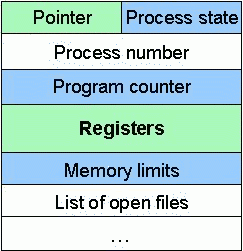 Pointer Process state
Process number
Program counter
Registers
Memory limits
List of open files
...